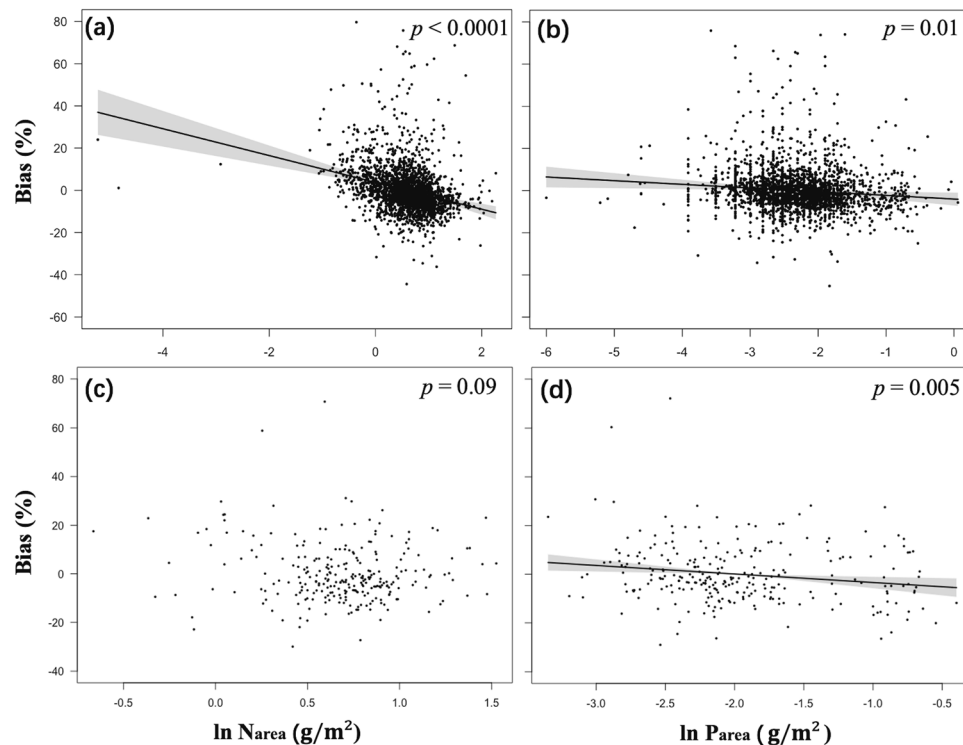 (a) p < 0.0001
(b) p = 0.01
80
60
40
20
0
-20
-40
-60
Bias (%)
-4 -2 0 2
-6 -5 -4 -3 -2 -1 0
(c) p = 0.09
(d) p = 0.005
80
60
40
20
0
-20
-40
Bias (%)
-0.5 0.0 0.5 1.0 1.5
-3.0 -2.5 -2.0 -1.5 -1.0 -0.5
ln Narea (g/m²)
ln Parea (g/m²)